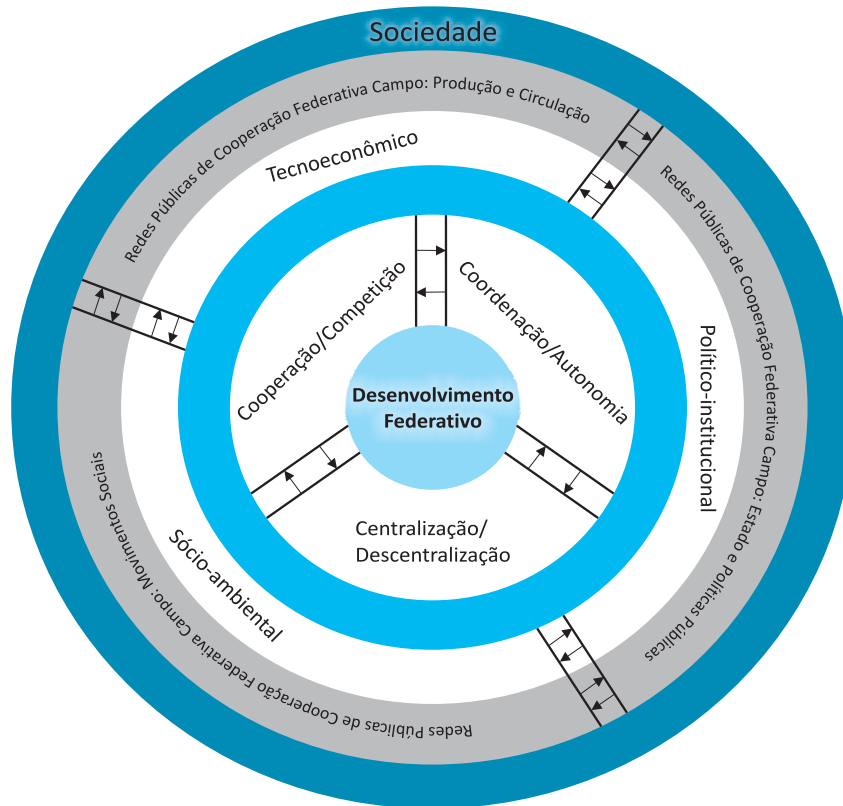 Sociedade
Redes Públicas de Cooperação Federativa Campo: Produção e Circulação
Tecnoeconômico
Redes Públicas de Cooperação Federativa Campo: Estado e Políticas Públicas
Político-institucional
Cooperação/Competição
Coordenação/Autonomia
Desenvolvimento
Federativo
Centralização/
Descentralização
Sócio-ambiental
Redes Públicas de Cooperação Federativa Campo: Movimentos Sociais